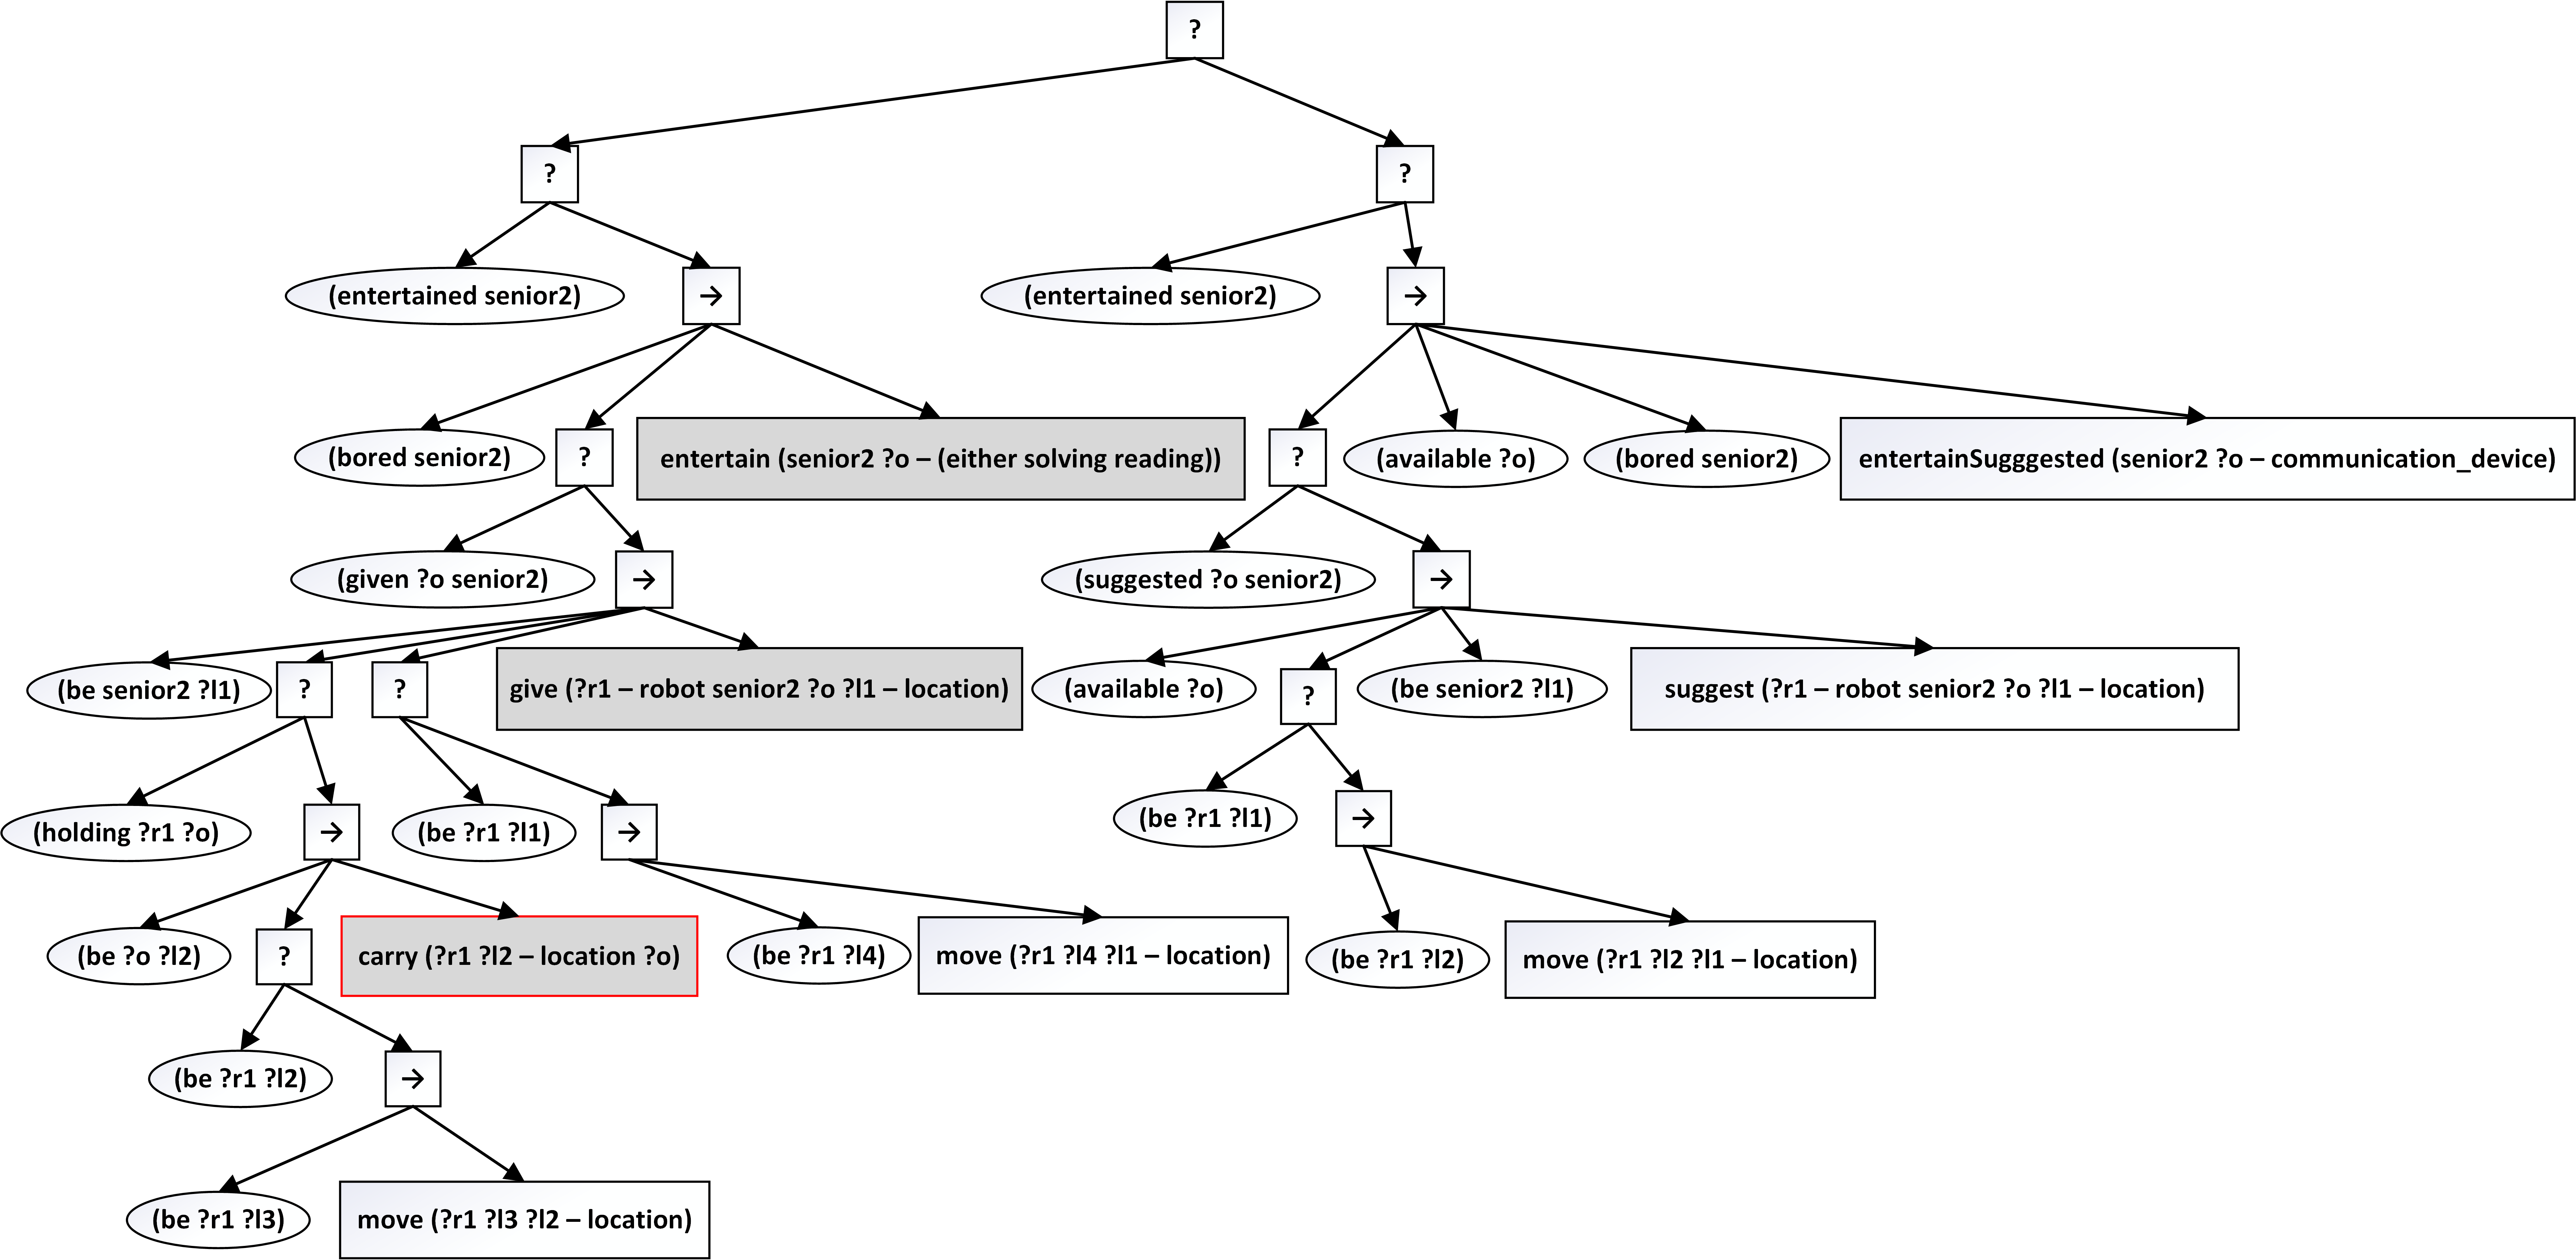 ?
?
?
(entertained senior2)
→
(entertained senior2)
→
(bored senior2)
?
entertain (senior2 ?o – (either solving reading))
?
(available ?o)
(bored senior2)
entertainSugggested (senior2 ?o – communication_device)
(given ?o senior2)
→
(suggested ?o senior2)
→
(be senior2 ?l1)
?
?
give (?r1 – robot senior2 ?o ?l1 – location)
(available ?o)
?
(be senior2 ?l1)
suggest (?r1 – robot senior2 ?o ?l1 – location)
(holding ?r1 ?o)
→
(be ?r1 ?l1)
→
(be ?r1 ?l1)
→
(be ?o ?l2)
?
carry (?r1 ?l2 – location ?o)
(be ?r1 ?l4)
move (?r1 ?l4 ?l1 – location)
(be ?r1 ?l2)
move (?r1 ?l2 ?l1 – location)
(be ?r1 ?l2)
→
(be ?r1 ?l3)
move (?r1 ?l3 ?l2 – location)